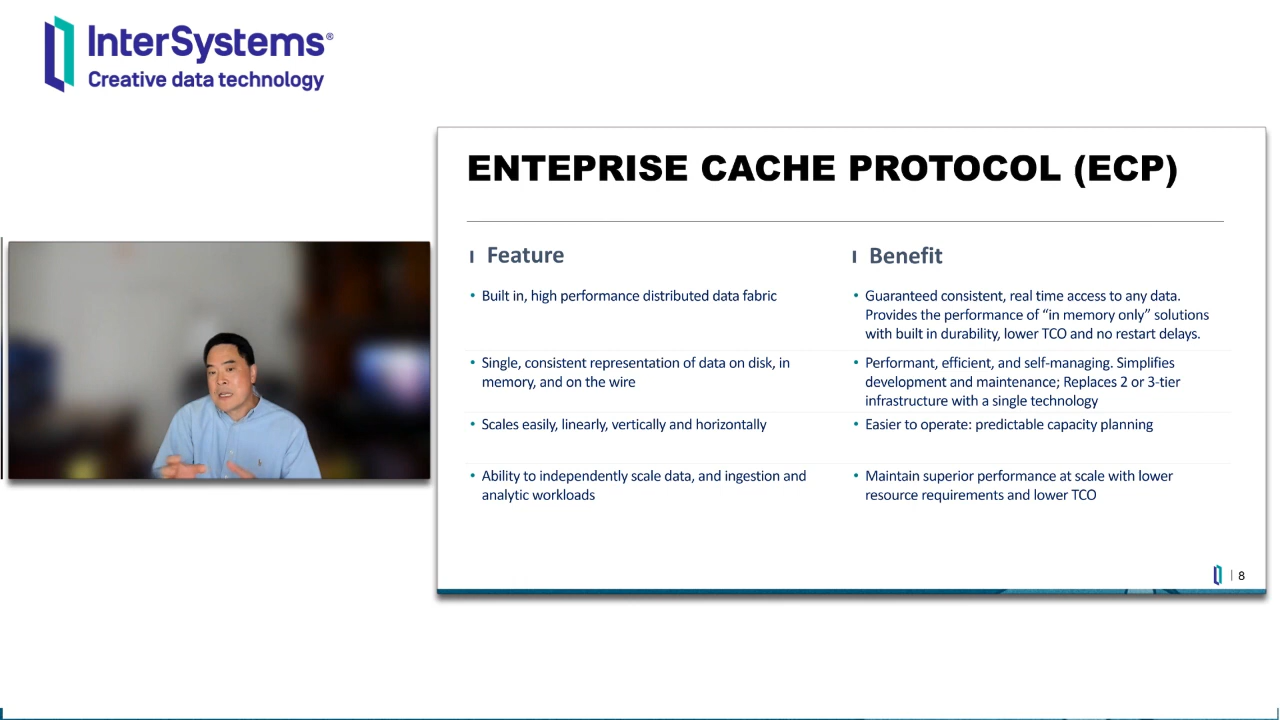 InterSystems®
Creative data technology
ENTEPRISE CACHE PROTOCOL (ECP)
Feature
Benefit
• Built in, high performance distributed data fabric
• Guaranteed consistent, real time access to any data.
Provides the performance of “in memory only” solutions
with built in durability, lower TCO and no restart delays.
• Single, consistent representation of data on disk, in
memory, and on the wire
• Performant, efficient, and self-managing. Simplifies
development and maintenance; Replaces 2 or 3-tier
infrastructure with a single technology
• Scales easily, linearly, vertically and horizontally
• Easier to operate: predictable capacity planning
• Ability to independently scale data, and ingestion and
analytic workloads
• Maintain superior performance at scale with lower
resource requirements and lower TCO
| 8